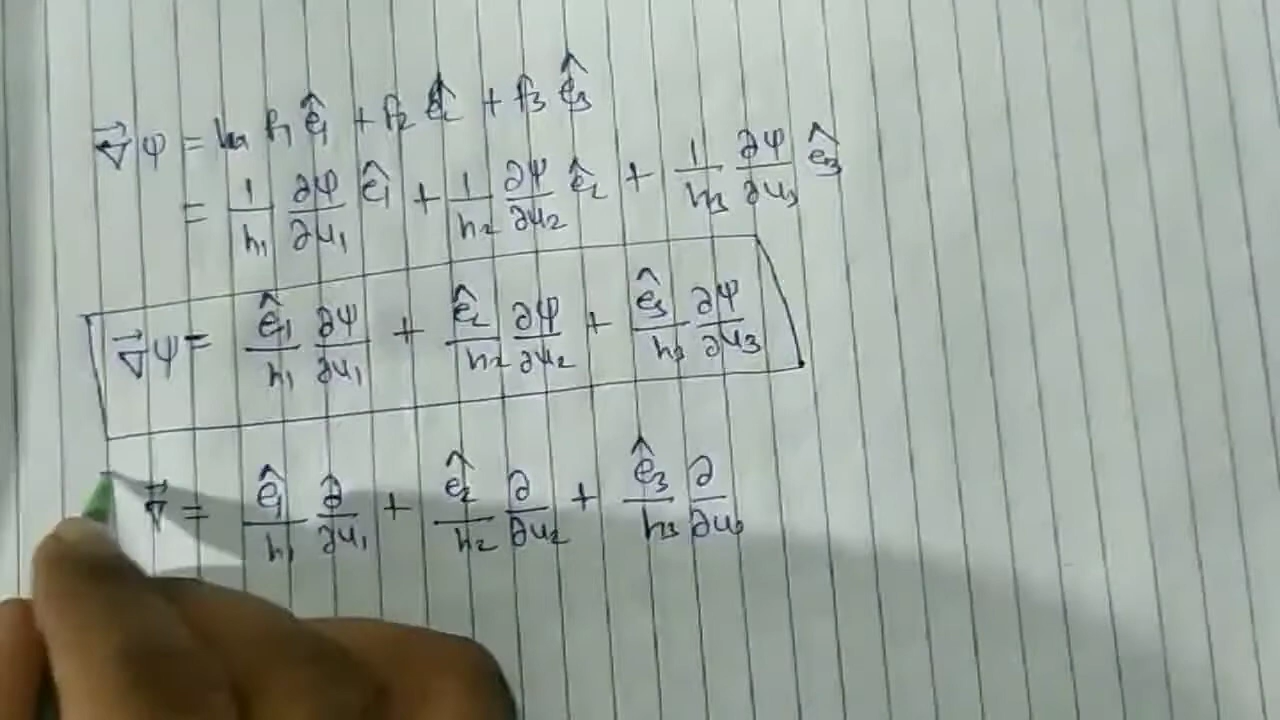 ∇⃗ψ = f₁ ê₁ + f₂ ê₂ + f₃ ê₃
= 1/h₁ ∂ψ/∂u₁ ê₁ + 1/h₂ ∂ψ/∂u₂ ê₂ + 1/h₃ ∂ψ/∂u₃ ê₃
∇⃗ψ = ê₁/h₁ ∂ψ/∂u₁ + ê₂/h₂ ∂ψ/∂u₂ + ê₃/h₃ ∂ψ/∂u₃
∇⃗ = ê₁/h₁ ∂/∂u₁ + ê₂/h₂ ∂/∂u₂ + ê₃/h₃ ∂/∂u₃